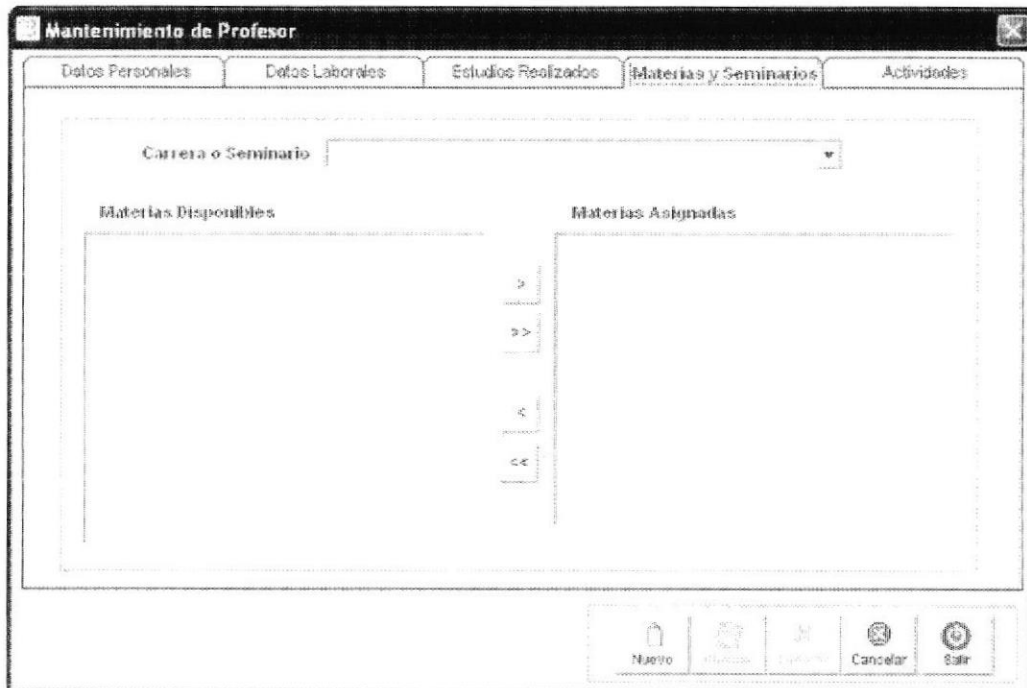 Mantenimiento de Profesor
Datos Personales Datos Laborales Estudios Realizados Materias y Seminarios Actividades
Carrera o Seminario
Materias Disponibles Materias Asignadas
>
>>
<
<<
Nuevo Cancelar Salir